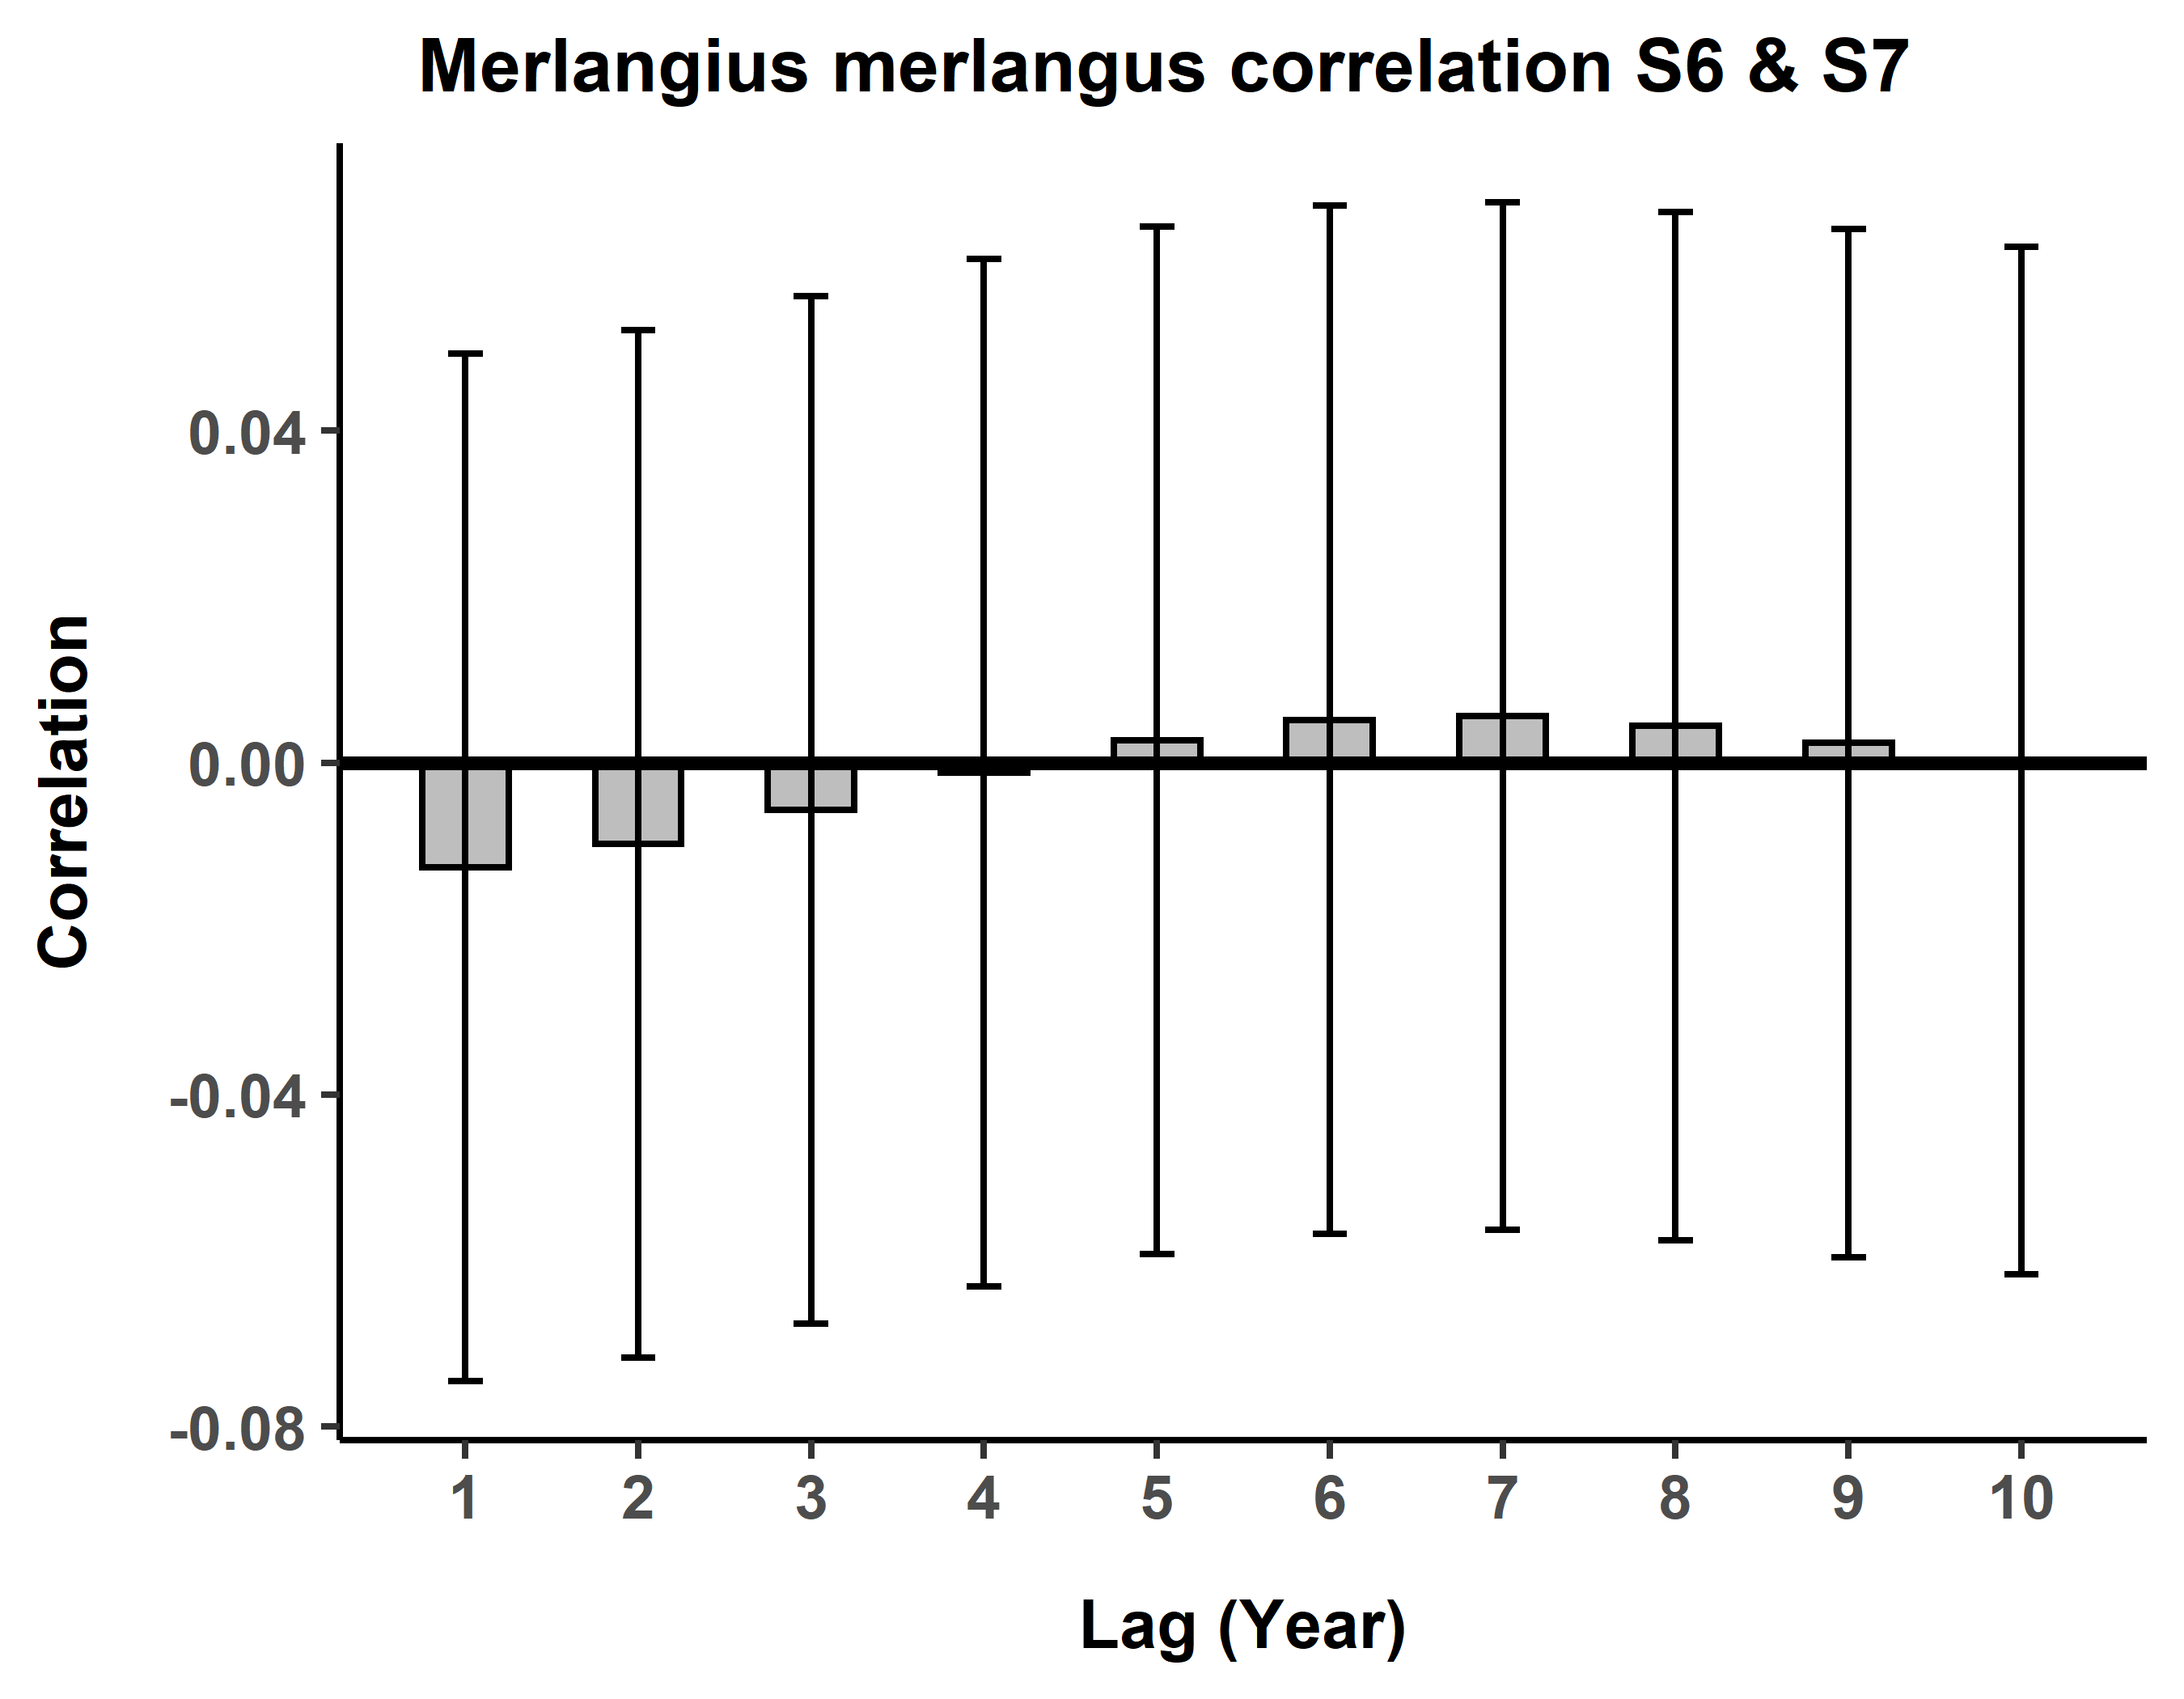 Merlangius merlangus correlation S6 & S7
Correlation
0.04
0.00
-0.04
-0.08
1 2 3 4 5 6 7 8 9 10
Lag (Year)